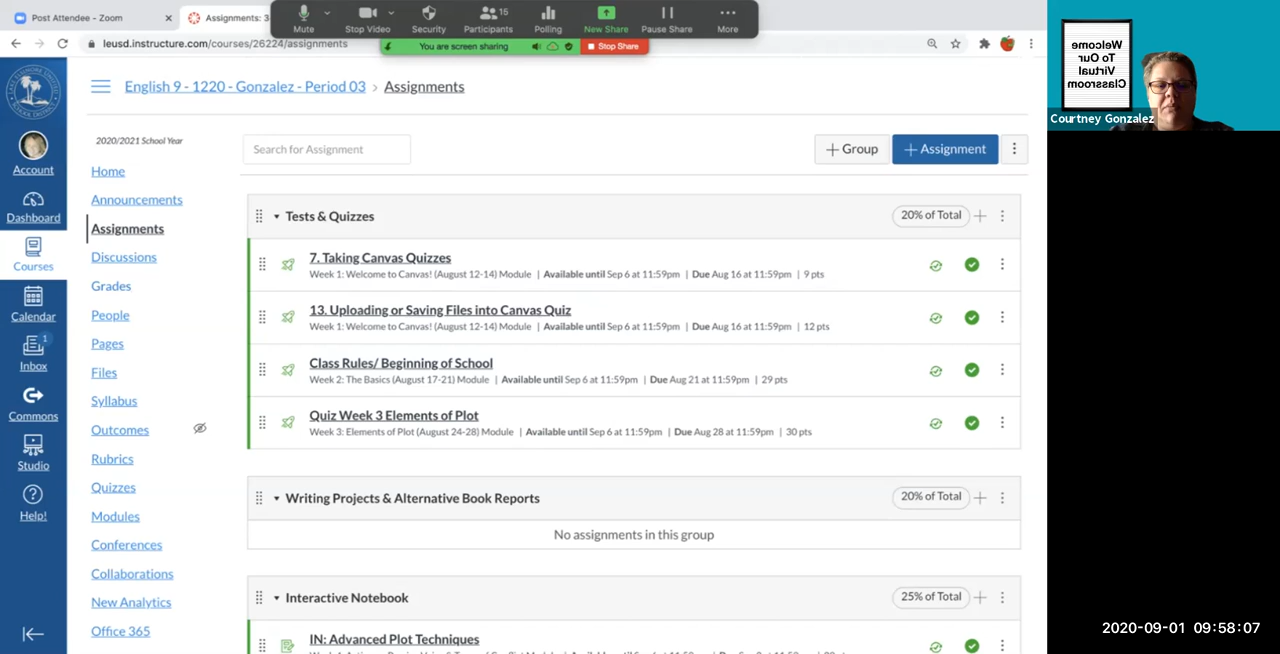 Post Attendee - Zoom
Assignments: 3
Mute
Stop Video
Security
Participants
15
Polling
New Share
Pause Share
More
leusd.instructure.com/courses/26224/assignments
You are screen sharing
Stop Share
English 9 - 1220 - Gonzalez - Period 03 > Assignments
2020/2021 School Year
Search for Assignment
+ Group
+ Assignment
Account
Dashboard
Courses
Calendar
1
Inbox
Commons
Studio
Help!
Home
Announcements
Assignments
Discussions
Grades
People
Pages
Files
Syllabus
Outcomes
Rubrics
Quizzes
Modules
Conferences
Collaborations
New Analytics
Office 365
Tests & Quizzes
20% of Total
7. Taking Canvas Quizzes
Week 1: Welcome to Canvas! (August 12-14) Module | Available until Sep 6 at 11:59pm | Due Aug 16 at 11:59pm | 9 pts
13. Uploading or Saving Files into Canvas Quiz
Week 1: Welcome to Canvas! (August 12-14) Module | Available until Sep 6 at 11:59pm | Due Aug 16 at 11:59pm | 12 pts
Class Rules/ Beginning of School
Week 2: The Basics (August 17-21) Module | Available until Sep 6 at 11:59pm | Due Aug 21 at 11:59pm | 29 pts
Quiz Week 3 Elements of Plot
Week 3: Elements of Plot (August 24-28) Module | Available until Sep 6 at 11:59pm | Due Aug 28 at 11:59pm | 30 pts
Writing Projects & Alternative Book Reports
20% of Total
No assignments in this group
Interactive Notebook
25% of Total
IN: Advanced Plot Techniques
Welcome
To Our
Virtual
Classroom
Courtney Gonzalez
2020-09-01 09:58:07